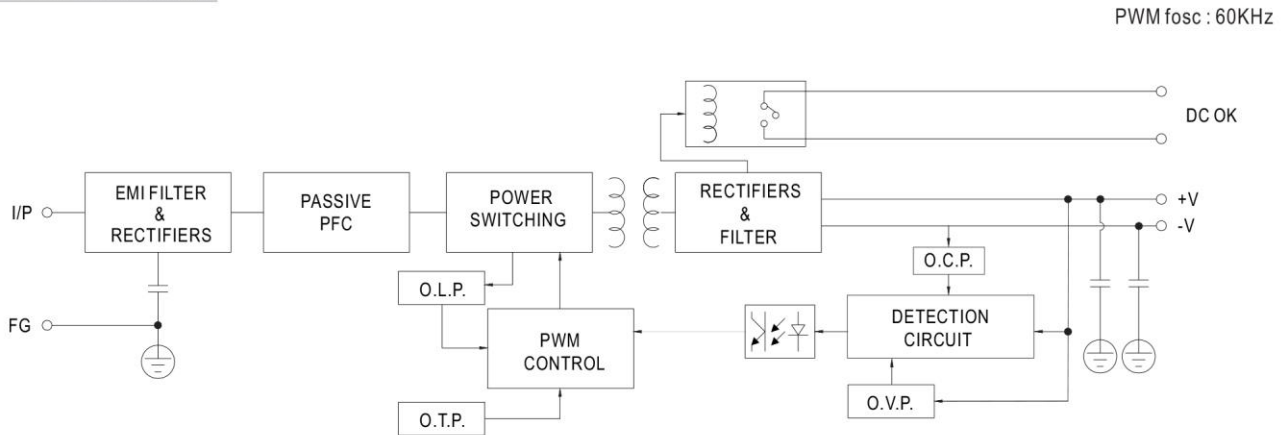 PWM fosc : 60KHz
DC OK
I/P
EMI FILTER
&
RECTIFIERS
PASSIVE
PFC
POWER
SWITCHING
RECTIFIERS
&
FILTER
+V
-V
O.C.P.
O.L.P.
FG
PWM
CONTROL
DETECTION
CIRCUIT
O.V.P.
O.T.P.